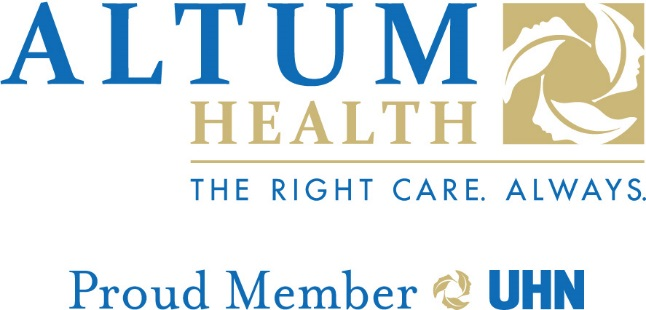 ALTUM
HEALTH
THE RIGHT CARE. ALWAYS.
Proud Member UHN